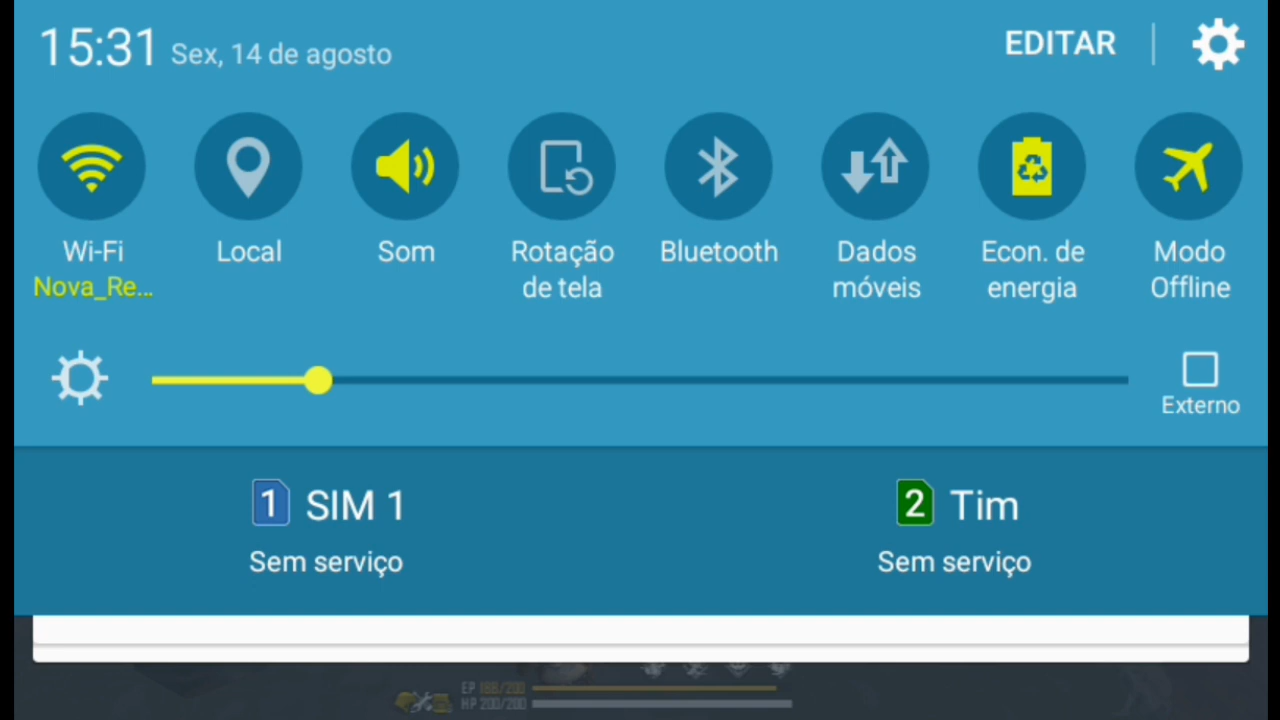 15:31 Sex, 14 de agosto EDITAR
Wi-Fi Local Som Rotação Bluetooth Dados Econ. de Modo
Nova_Re... de tela móveis energia Offline
Externo
1 SIM 1 2 Tim
Sem serviço Sem serviço
EP 188/200
HP 200/200